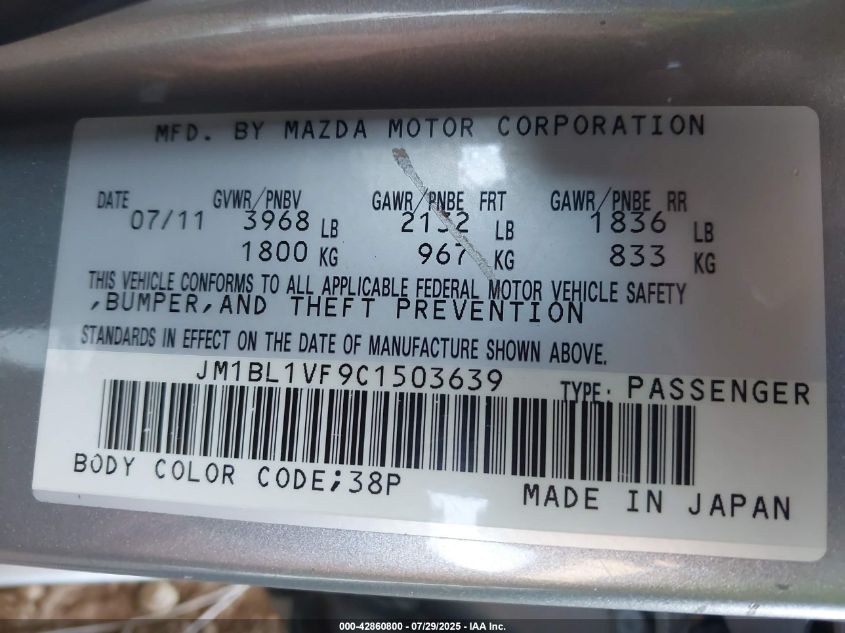 MFD. BY MAZDA MOTOR CORPORATION
DATE GVWR/PNBV GAWR/PNBE FRT GAWR/PNBE RR
07/11 3968 LB 2132 LB 1836 LB
1800 KG 967 KG 833 KG
THIS VEHICLE CONFORMS TO ALL APPLICABLE FEDERAL MOTOR VEHICLE SAFETY
,BUMPER,AND THEFT PREVENTION
STANDARDS IN EFFECT ON THE DATE OF MANUFACTURE SHOWN ABOVE.
JM1BL1VF9C1503639 TYPE: PASSENGER
BODY COLOR CODE;38P
MADE IN JAPAN
000-42860800 - 07/29/2025 - IAA Inc.